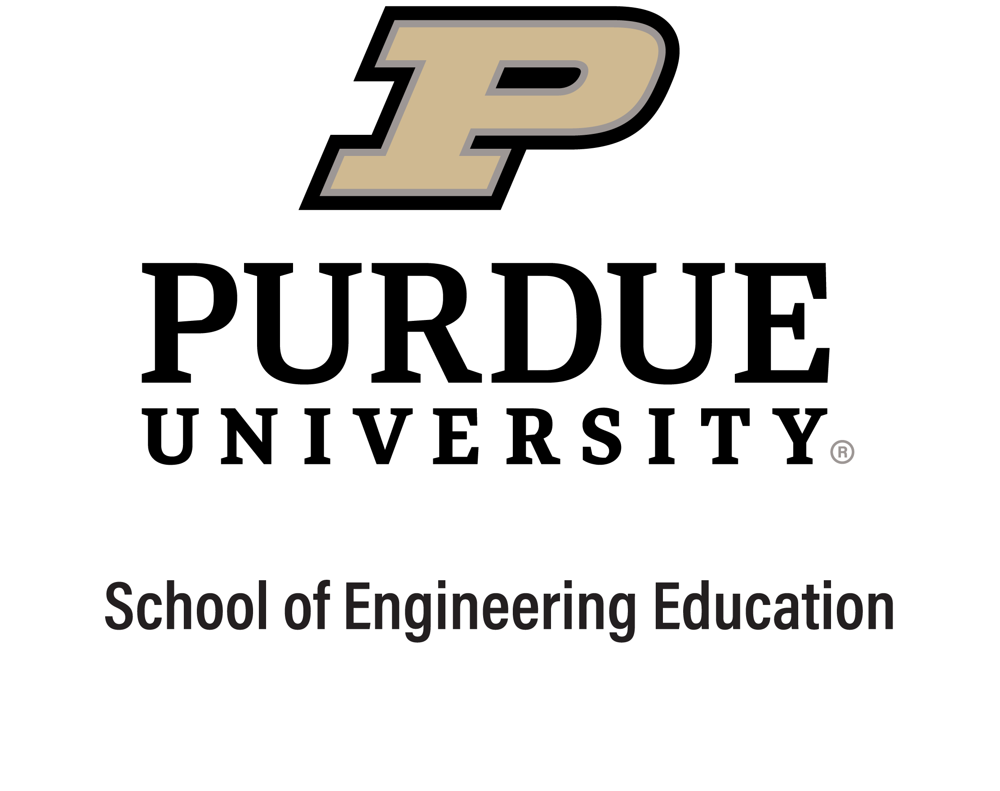 P
PURDUE
UNIVERSITY®
School of Engineering Education